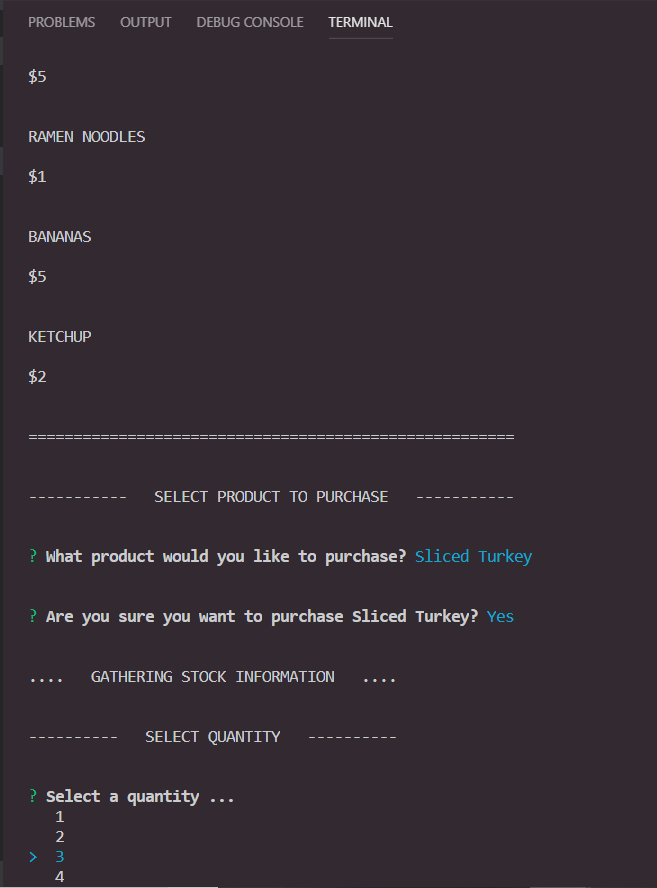 PROBLEMS OUTPUT DEBUG CONSOLE TERMINAL
$5
RAMEN NOODLES
$1
BANANAS
$5
KETCHUP
$2
======================================================
----------- SELECT PRODUCT TO PURCHASE -----------
? What product would you like to purchase? Sliced Turkey
? Are you sure you want to purchase Sliced Turkey? Yes
.... GATHERING STOCK INFORMATION ....
---------- SELECT QUANTITY ----------
? Select a quantity ...
1
2
> 3
4